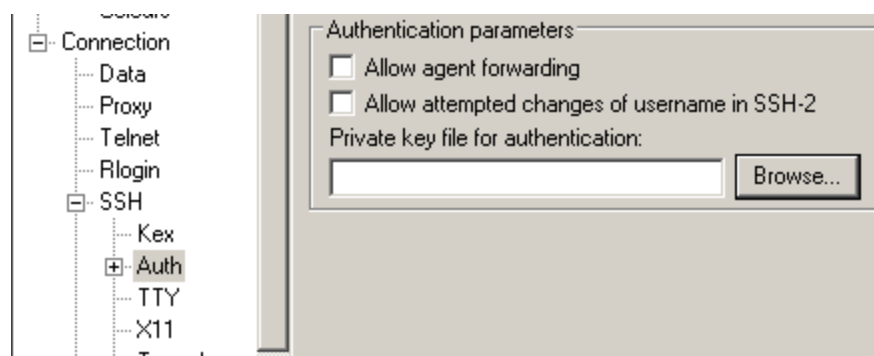 Connection
Data
Proxy
Telnet
Rlogin
SSH
Kex
Auth
TTY
X11
Authentication parameters
Allow agent forwarding
Allow attempted changes of username in SSH-2
Private key file for authentication:
Browse...